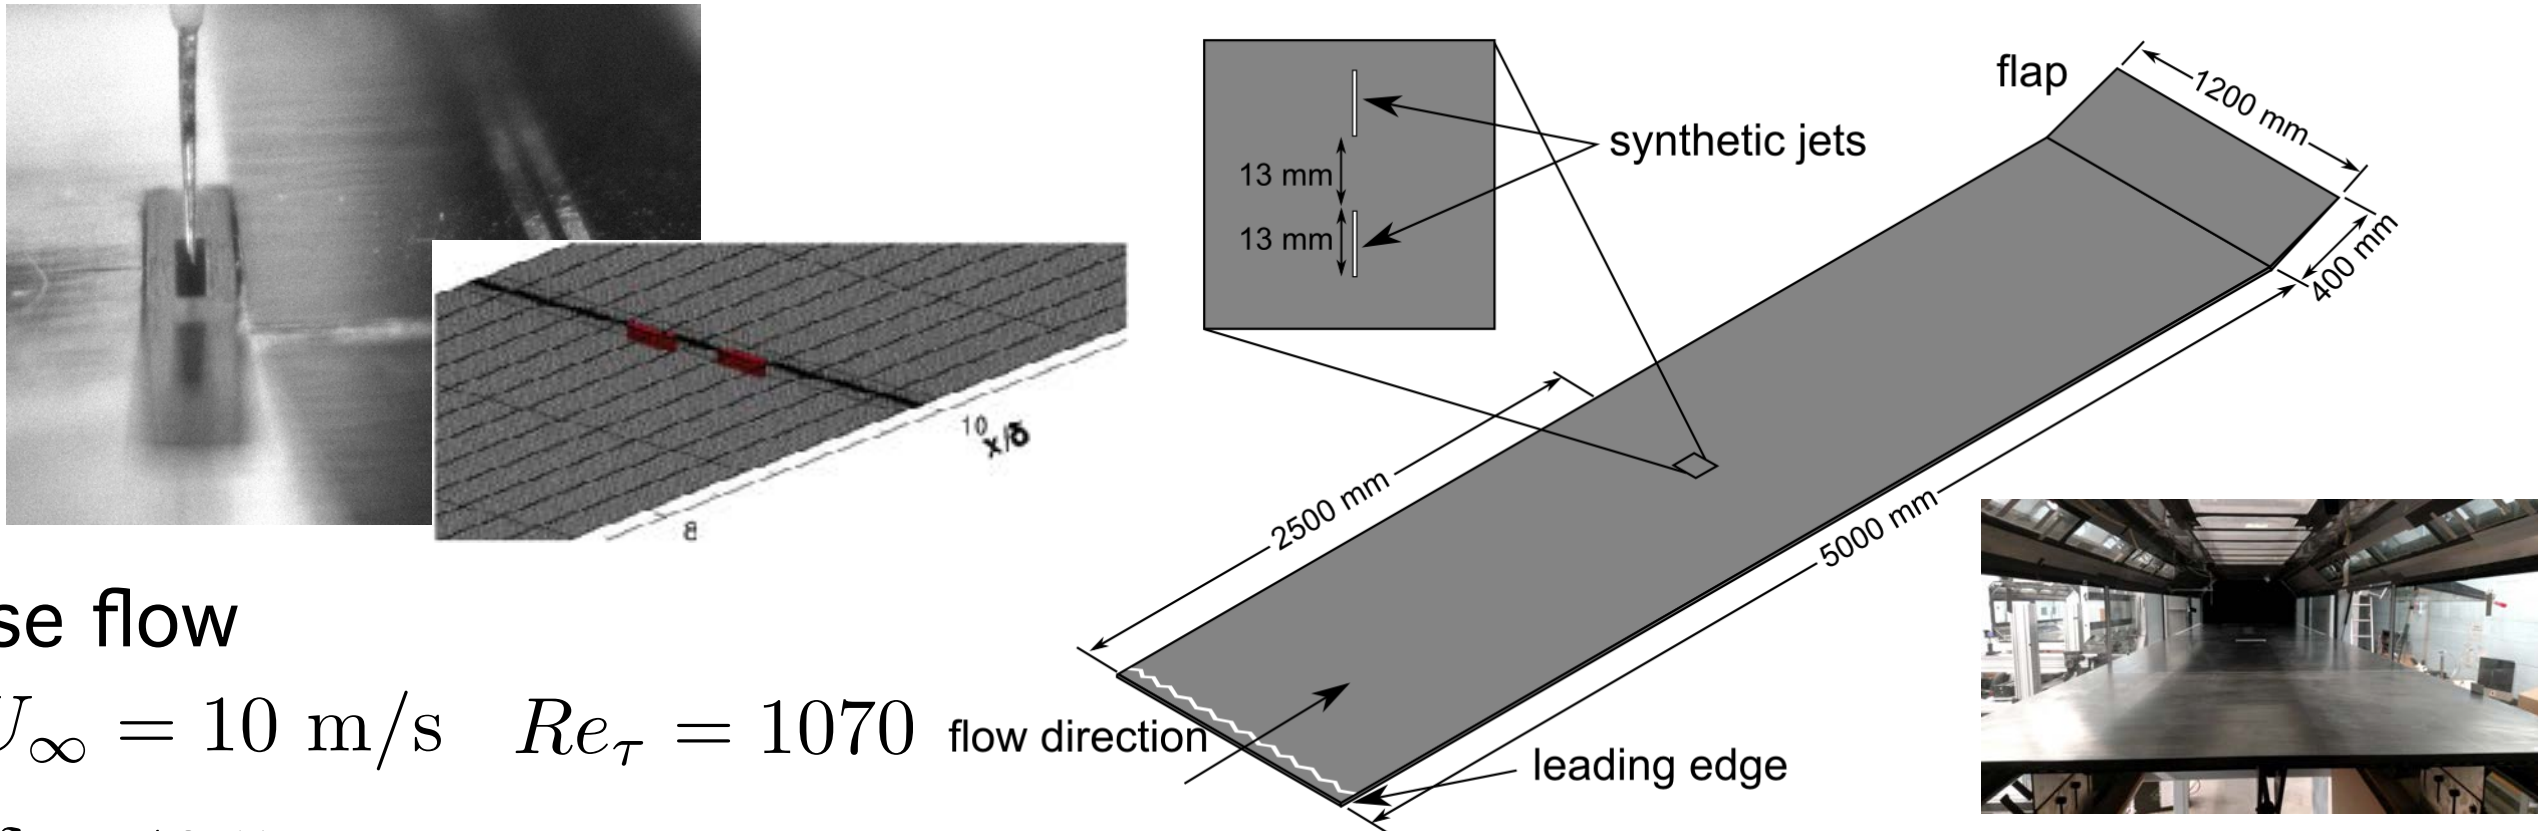 flap
1200 mm
400 mm
synthetic jets
13 mm
13 mm
10
x/δ
8
2500 mm
5000 mm
se flow
U∞ = 10 m/s Reτ = 1070
flow direction
leading edge